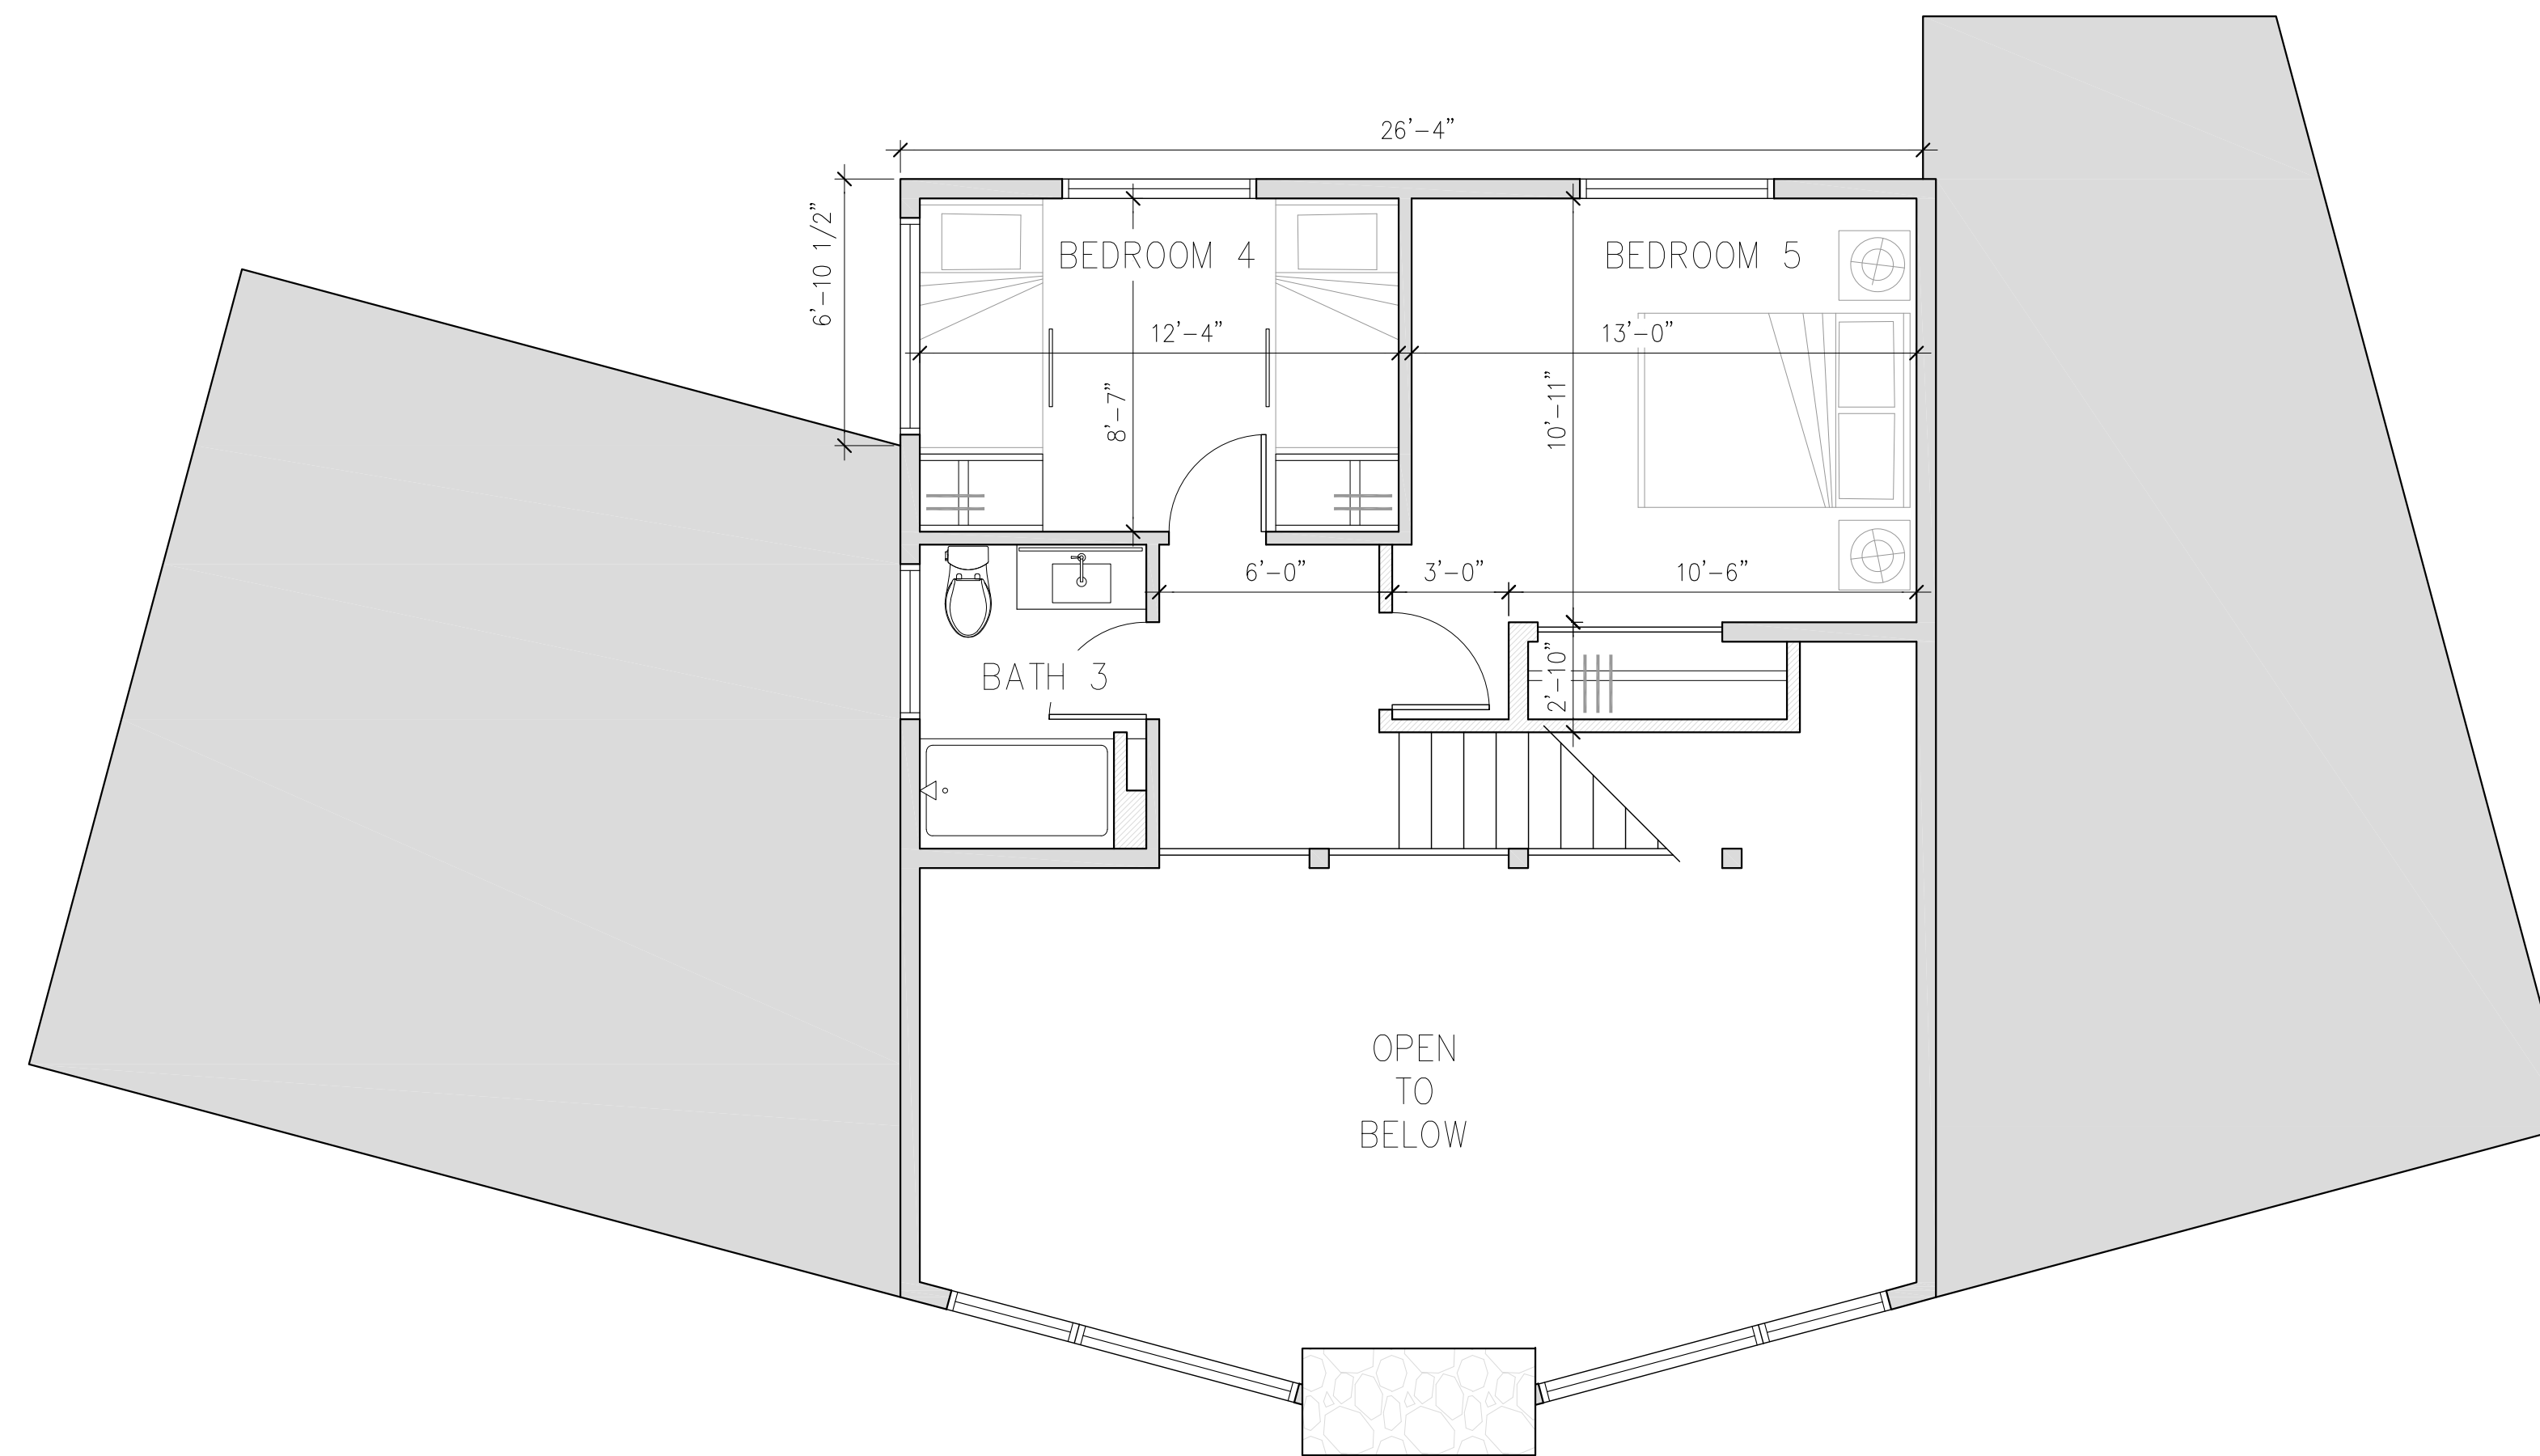 26'-4"
6'-10 1/2"
BEDROOM 4
BEDROOM 5
12'-4"
13'-0"
8'-7"
10'-11"
6'-0"
3'-0"
10'-6"
BATH 3
2'-10"
OPEN
TO
BELOW